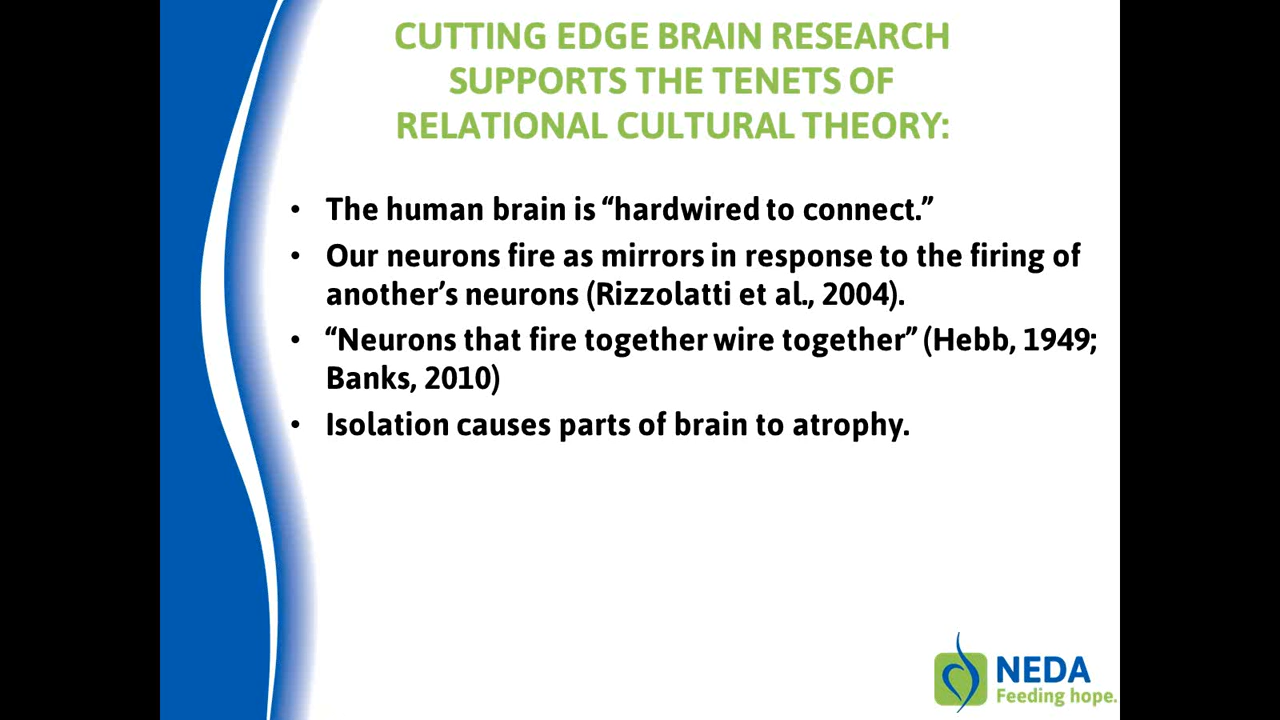 CUTTING EDGE BRAIN RESEARCH
SUPPORTS THE TENETS OF
RELATIONAL CULTURAL THEORY:
• The human brain is “hardwired to connect.”
• Our neurons fire as mirrors in response to the firing of
another’s neurons (Rizzolatti et al., 2004).
• “Neurons that fire together wire together” (Hebb, 1949;
Banks, 2010)
• Isolation causes parts of brain to atrophy.
NEDA
Feeding hope.